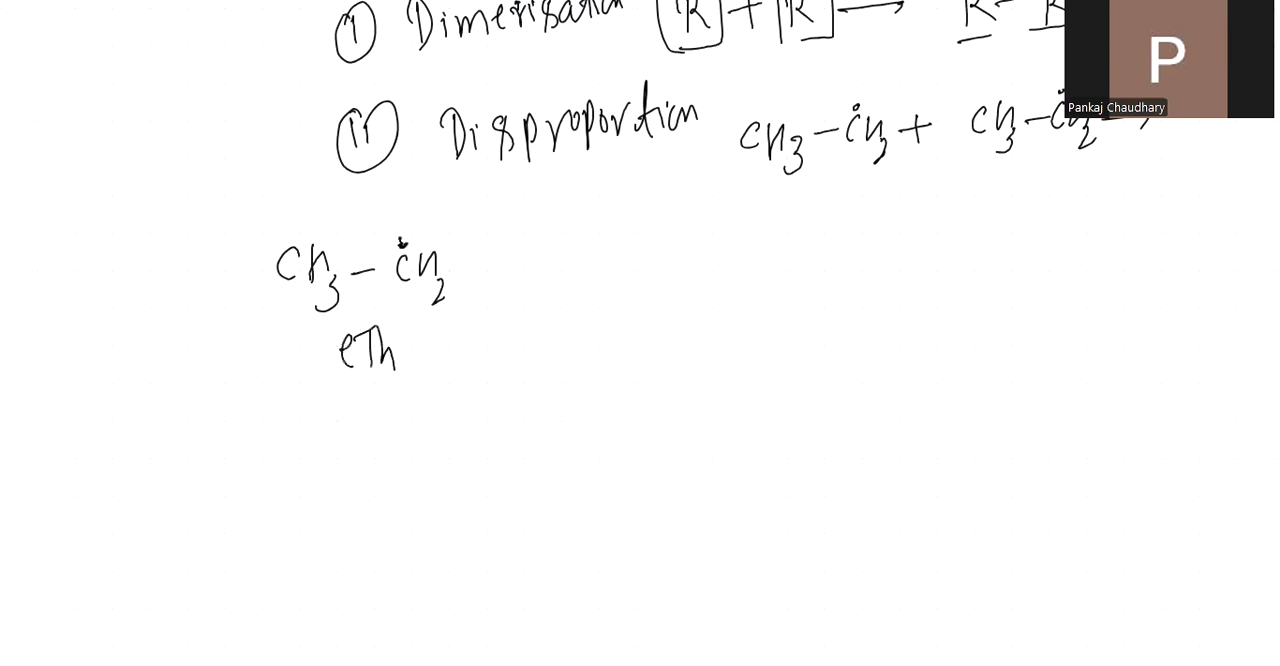 (I) Dimerisation [Ṙ] + [Ṙ] ⟶ R - R
P
Pankaj Chaudhary
(II) Disproportion CH3 - ĊH2 + CH3 - ĊH2 →
CH3 - ĊH2
eTh